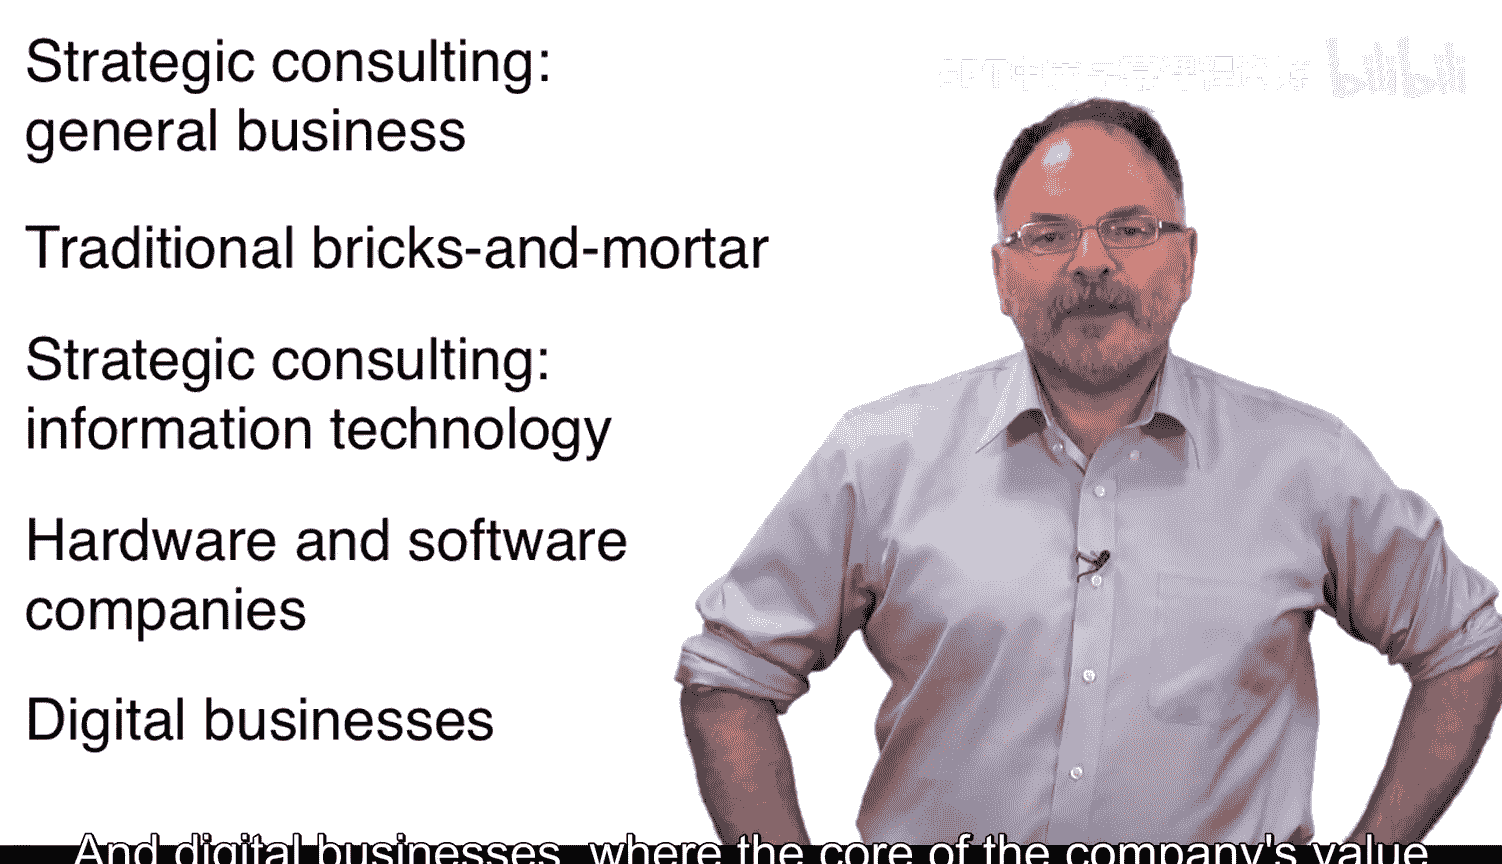 Strategic consulting:
general business
Traditional bricks-and-mortar
Strategic consulting:
information technology
Hardware and software
companies
Digital businesses
bilibili
And digital businesses, where the core of the company's value